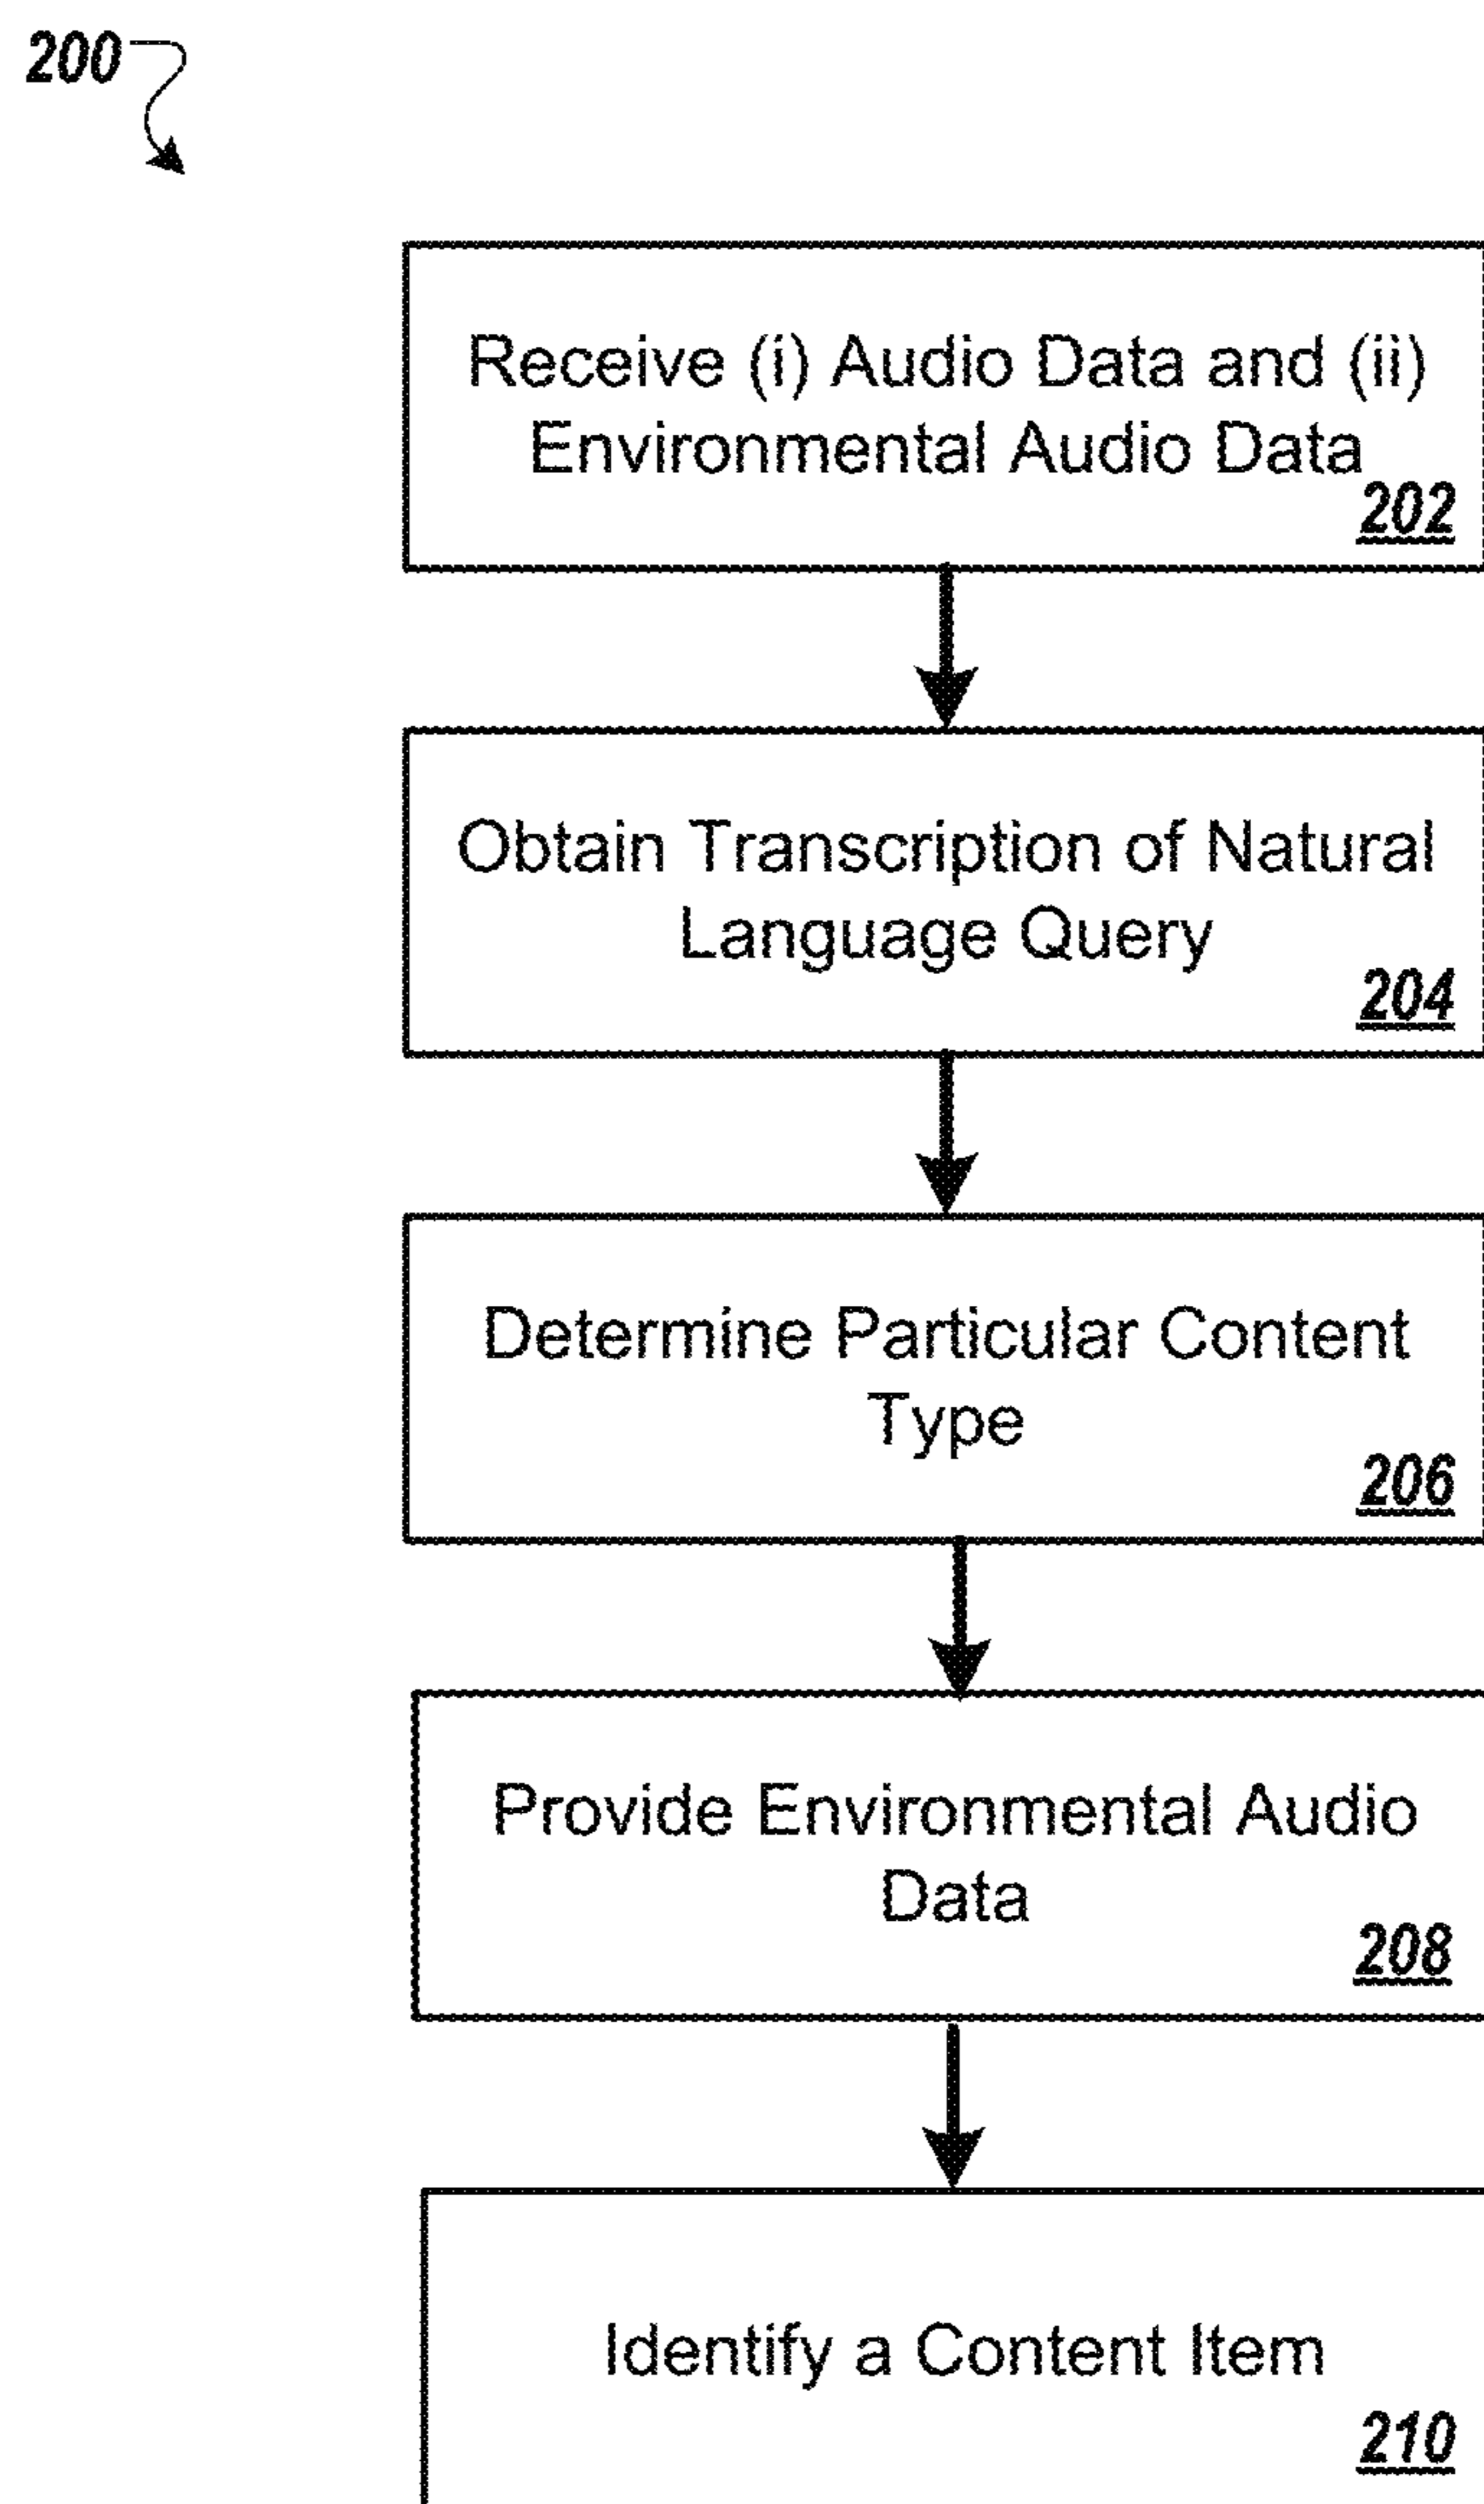 200
Receive (i) Audio Data and (ii)
Environmental Audio Data
202
Obtain Transcription of Natural
Language Query
204
Determine Particular Content
Type
206
Provide Environmental Audio
Data
208
Identify a Content Item
210